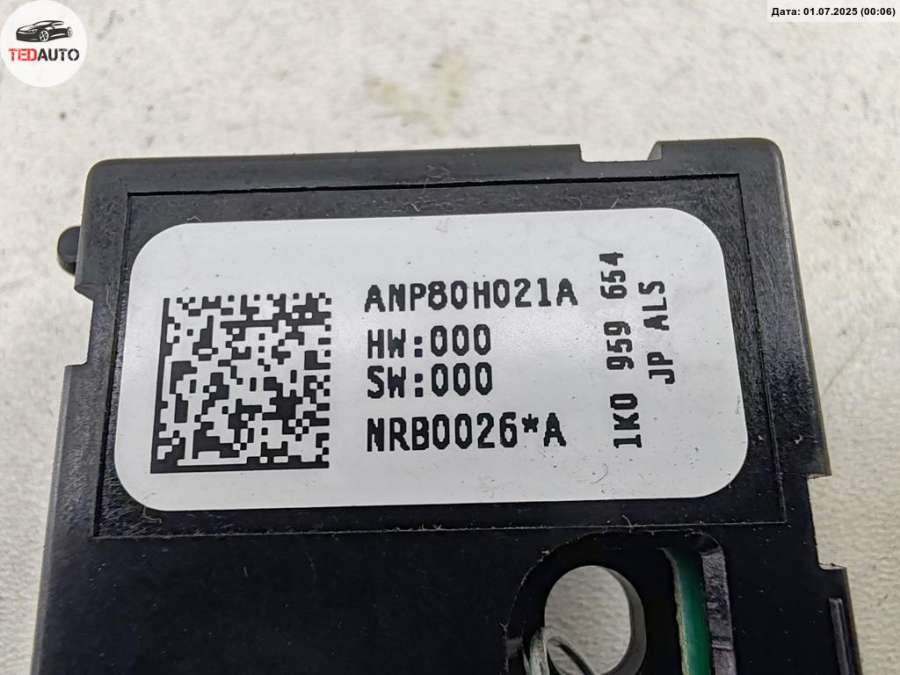 TEDAUTO
Дата: 01.07.2025 (00:06)
ANP80H021A
HW:000
SW:000
NRB0026*A
1K0 959 654
JP ALS